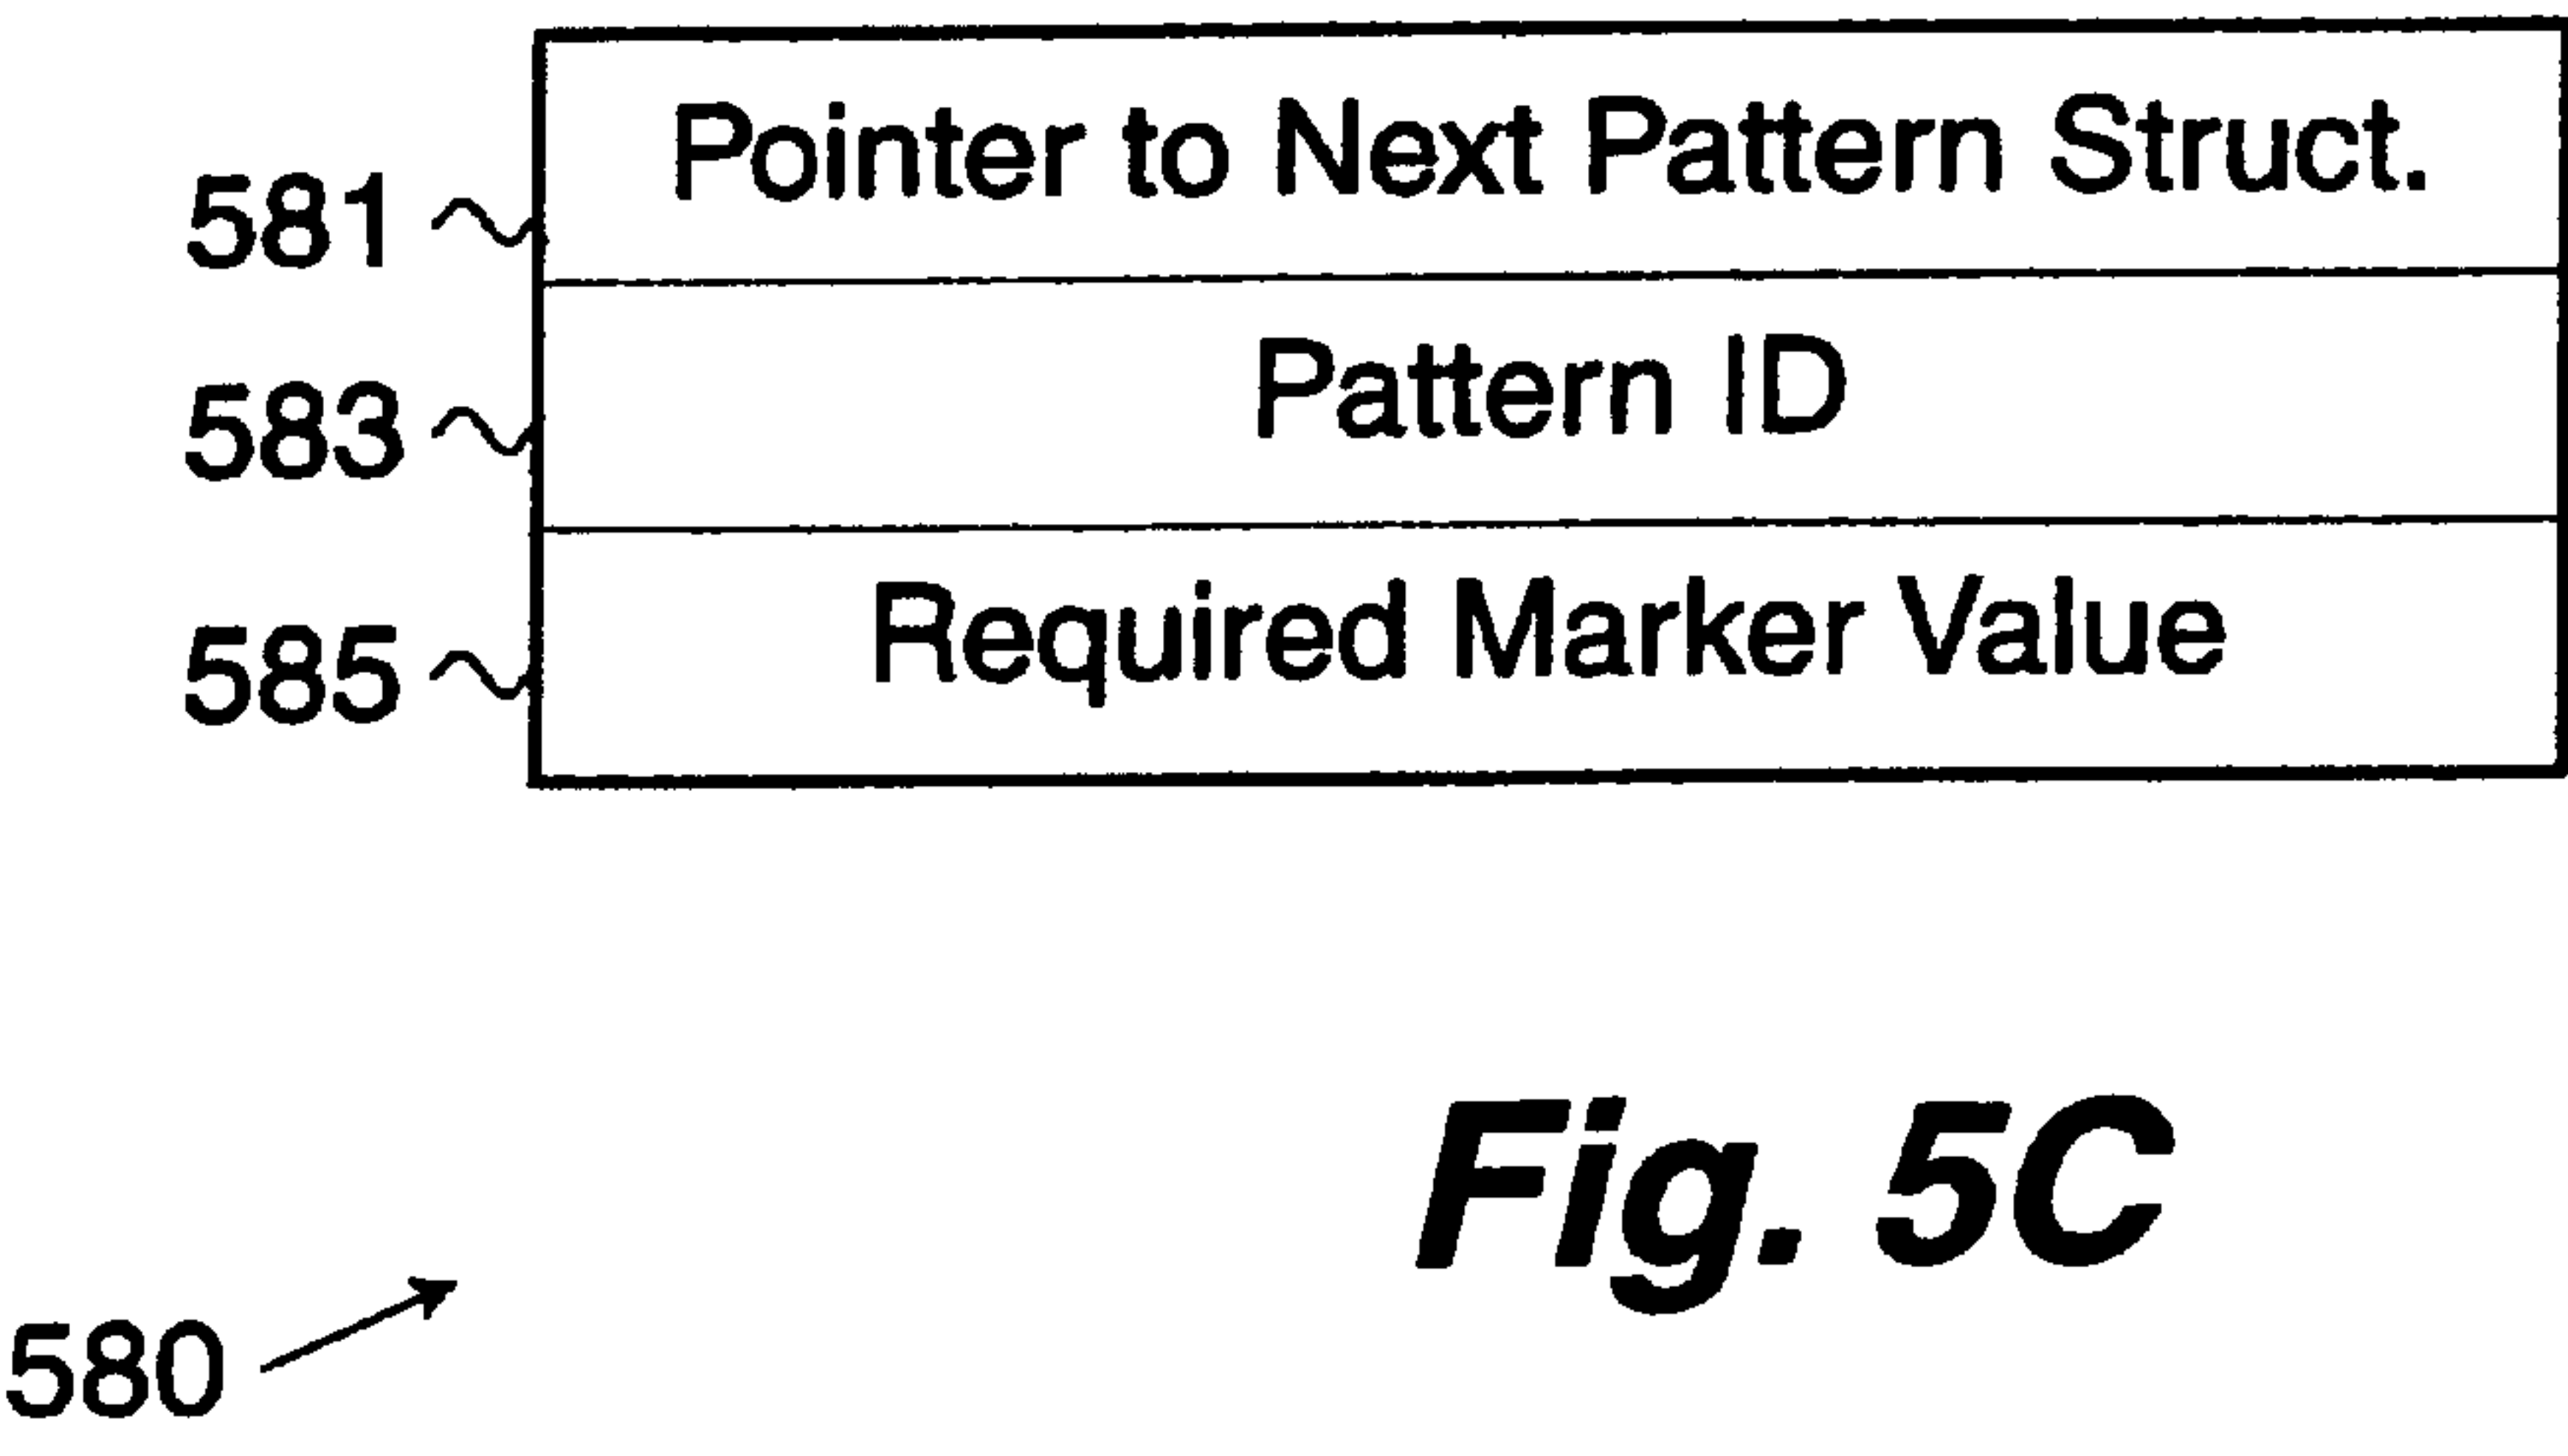 Pointer to Next Pattern Struct.
581
Pattern ID
583
Required Marker Value
585
Fig. 5C
580